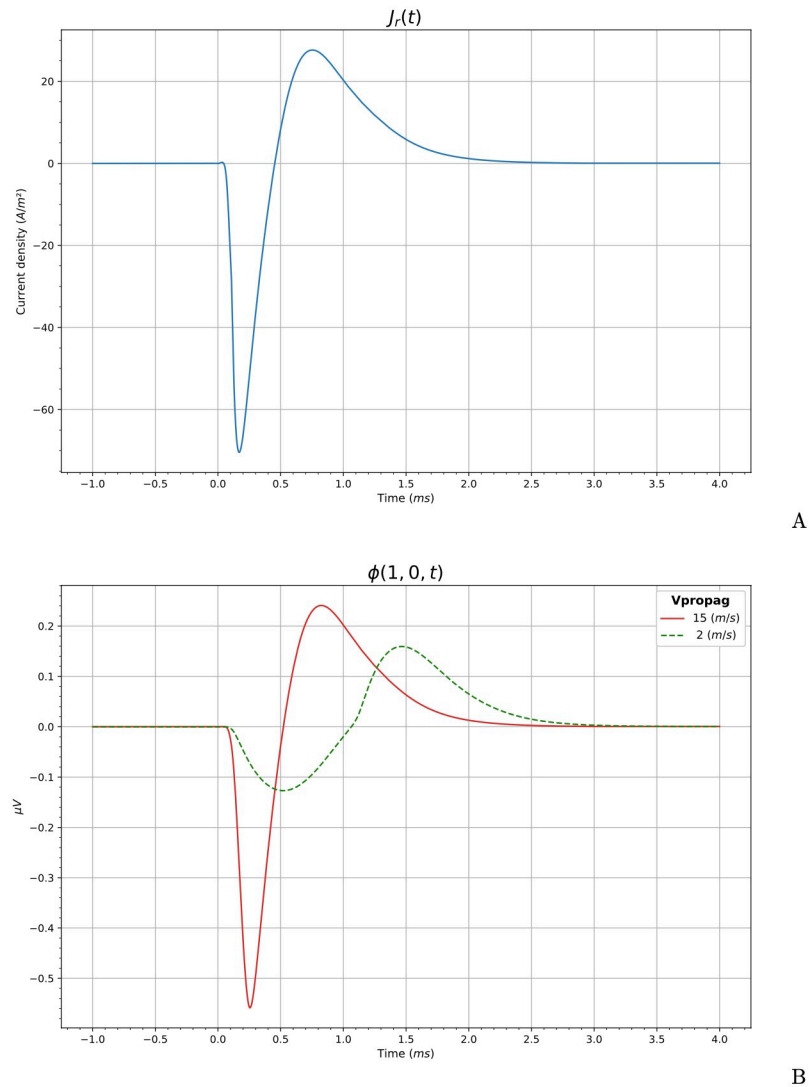 J_r(t)
20
0
−20
−40
−60
Current density (A/m²)
−1.0 −0.5 0.0 0.5 1.0 1.5 2.0 2.5 3.0 3.5 4.0
Time (ms)
A
ϕ(1, 0, t)
Vpropag
15 (m/s)
2 (m/s)
0.2
0.1
0.0
−0.1
−0.2
−0.3
−0.4
−0.5
μV
−1.0 −0.5 0.0 0.5 1.0 1.5 2.0 2.5 3.0 3.5 4.0
Time (ms)
B